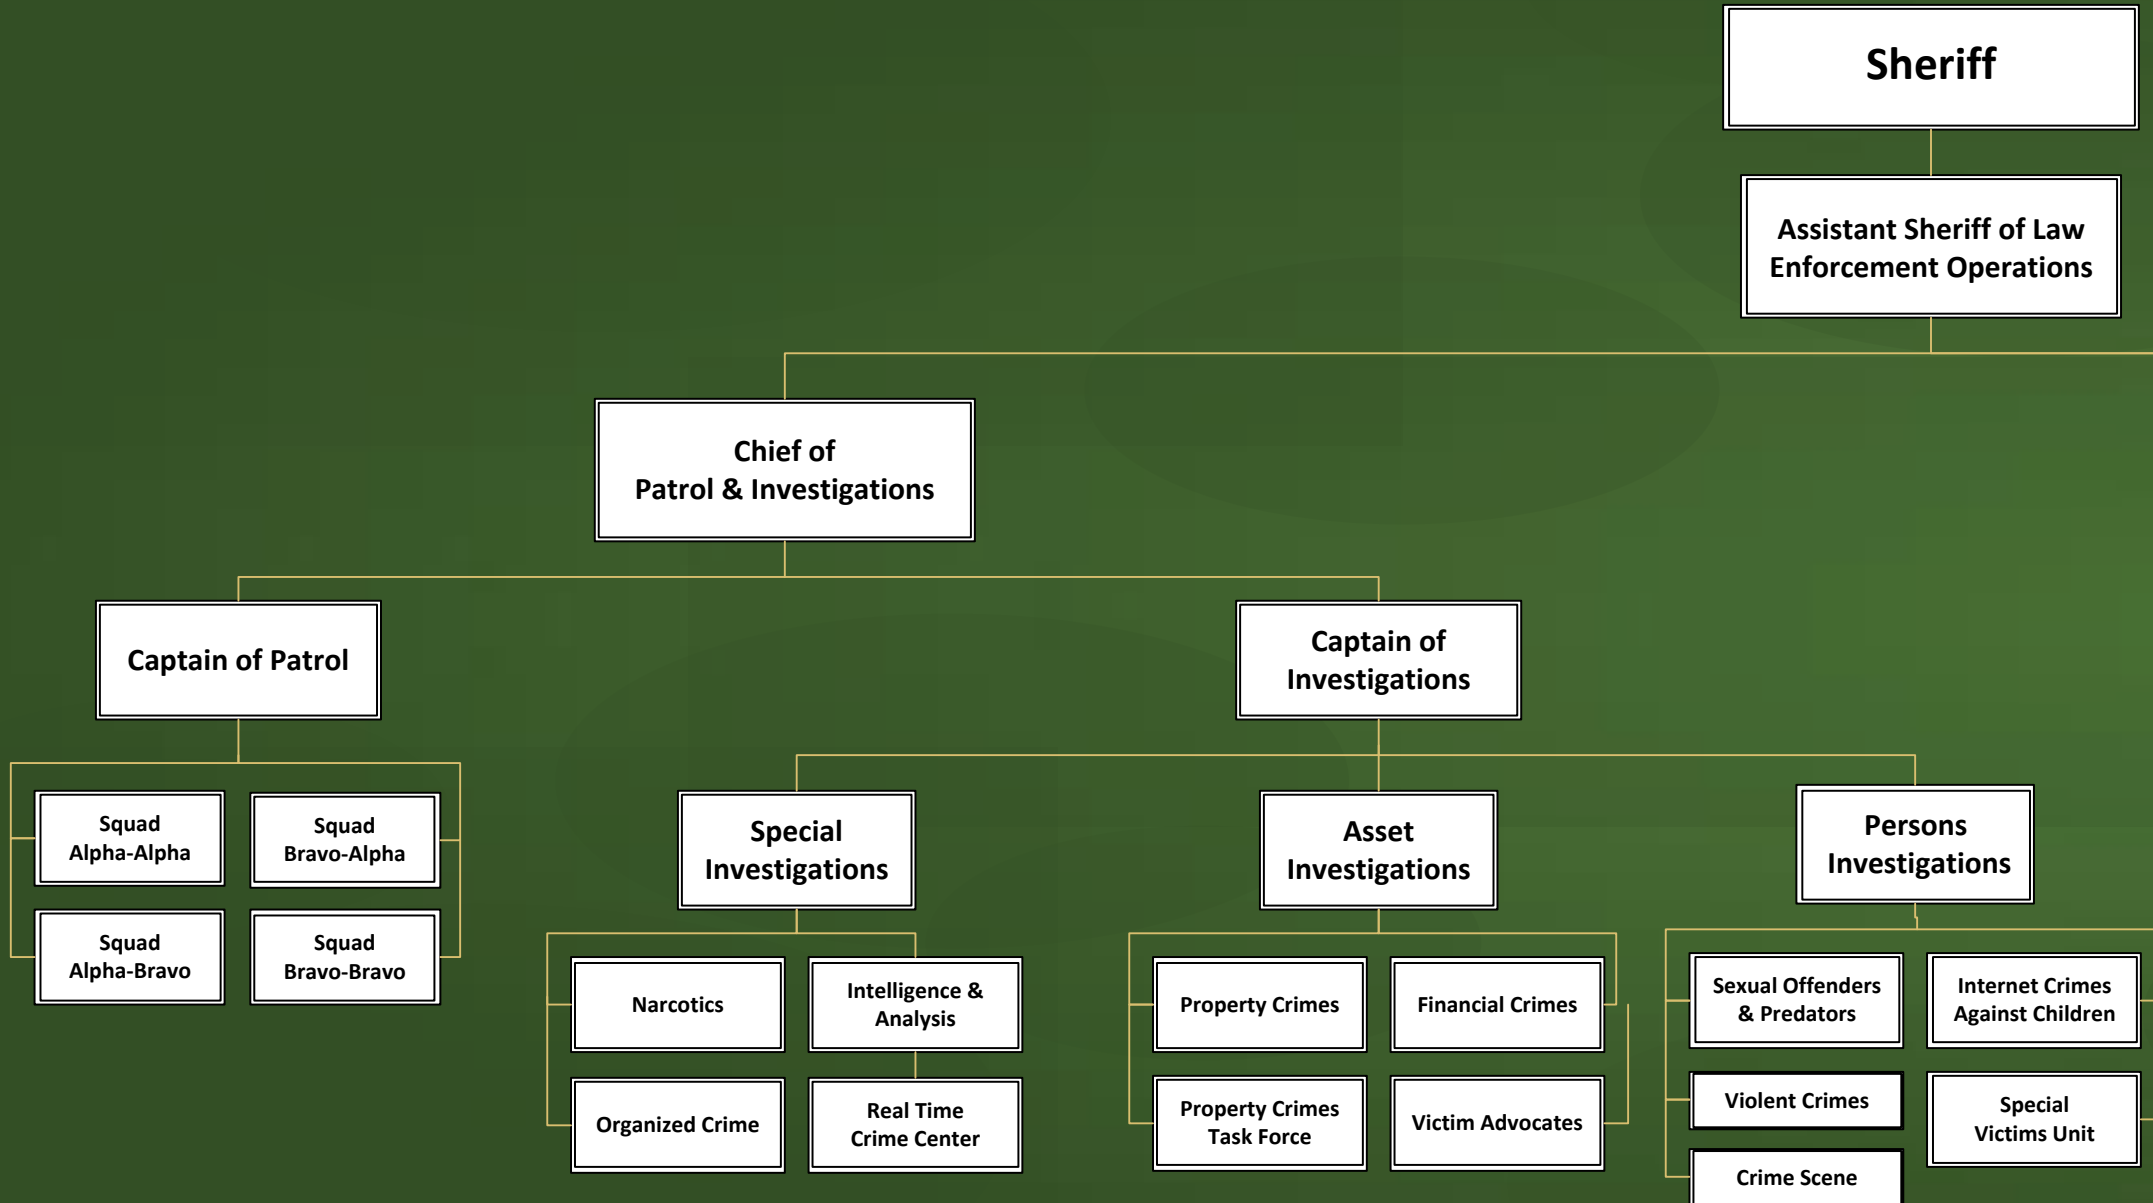 Sheriff
Assistant Sheriff of Law
Enforcement Operations
Chief of
Patrol & Investigations
Captain of Patrol
Captain of
Investigations
Squad
Alpha-Alpha
Squad
Bravo-Alpha
Squad
Alpha-Bravo
Squad
Bravo-Bravo
Special
Investigations
Asset
Investigations
Persons
Investigations
Narcotics
Intelligence &
Analysis
Organized Crime
Real Time
Crime Center
Property Crimes
Financial Crimes
Property Crimes
Task Force
Victim Advocates
Sexual Offenders
& Predators
Internet Crimes
Against Children
Violent Crimes
Special
Victims Unit
Crime Scene